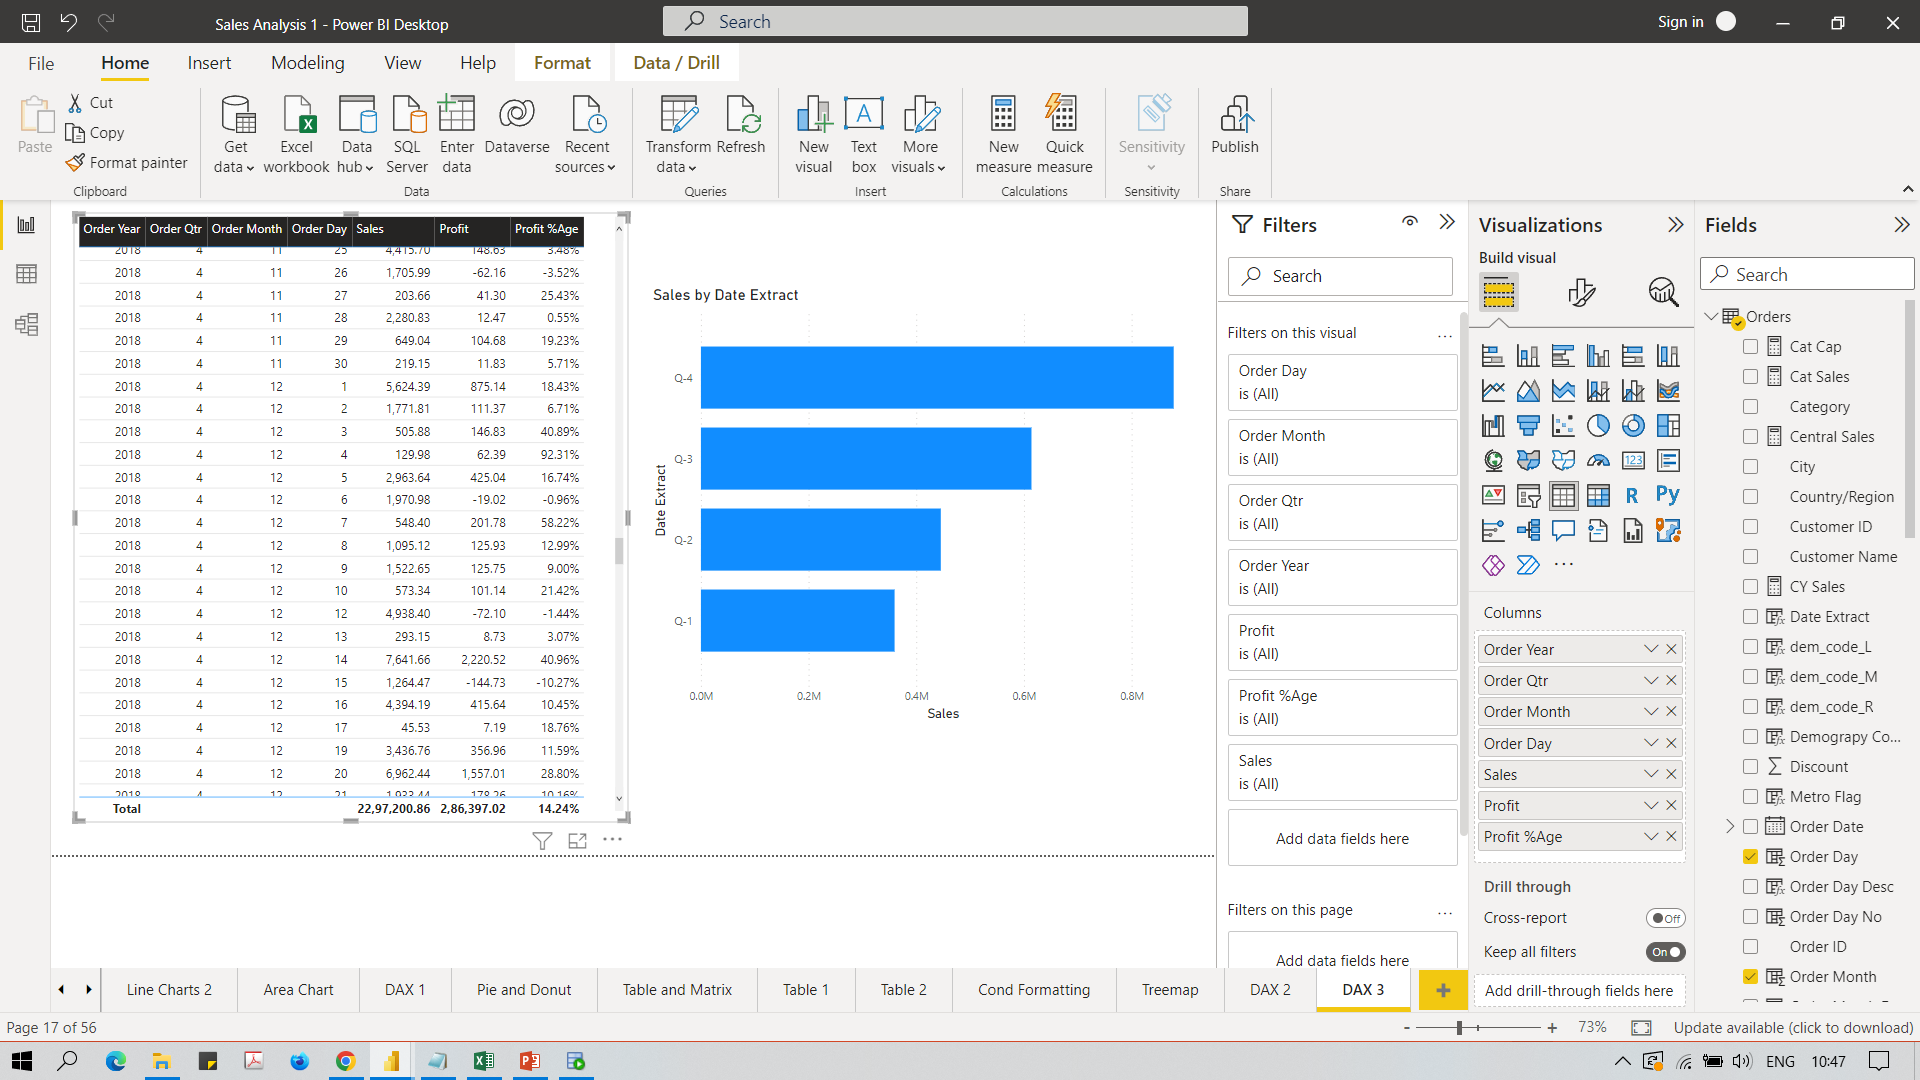 Sales Analysis 1 - Power BI Desktop
Search
Sign in
File
Home
Insert
Modeling
View
Help
Format
Data / Drill
Paste
Cut
Copy
Format painter
Clipboard
Get data
Excel workbook
Data hub
SQL Server
Enter data
Dataverse
Recent sources
Data
Transform data
Refresh
Queries
New visual
Text box
More visuals
Insert
New measure
Quick measure
Calculations
Sensitivity
Sensitivity
Publish
Share
Order Year Order Qtr Order Month Order Day Sales Profit Profit %Age
2018 4 11 25 4,415.70 148.63 3.48%
2018 4 11 26 1,705.99 -62.16 -3.52%
2018 4 11 27 203.66 41.30 25.43%
2018 4 11 28 2,280.83 12.47 0.55%
2018 4 11 29 649.04 104.68 19.23%
2018 4 11 30 219.15 11.83 5.71%
2018 4 12 1 5,624.39 875.14 18.43%
2018 4 12 2 1,771.81 111.37 6.71%
2018 4 12 3 505.88 146.83 40.89%
2018 4 12 4 129.98 62.39 92.31%
2018 4 12 5 2,963.64 425.04 16.74%
2018 4 12 6 1,970.98 -19.02 -0.96%
2018 4 12 7 548.40 201.78 58.22%
2018 4 12 8 1,095.12 125.93 12.99%
2018 4 12 9 1,522.65 125.75 9.00%
2018 4 12 10 573.34 101.14 21.42%
2018 4 12 12 4,938.40 -72.10 -1.44%
2018 4 12 13 293.15 8.73 3.07%
2018 4 12 14 7,641.66 2,220.52 40.96%
2018 4 12 15 1,264.47 -144.73 -10.27%
2018 4 12 16 4,394.19 415.64 10.45%
2018 4 12 17 45.53 7.19 18.76%
2018 4 12 19 3,436.76 356.96 11.59%
2018 4 12 20 6,962.44 1,557.01 28.80%
2018 4 12 21 1,933.44 178.26 10.16%
Total 22,97,200.86 2,86,397.02 14.24%
Sales by Date Extract
Date Extract
Q-4
Q-3
Q-2
Q-1
0.0M 0.2M 0.4M 0.6M 0.8M
Sales
Filters
Search
Filters on this visual
Order Day
is (All)
Order Month
is (All)
Order Qtr
is (All)
Order Year
is (All)
Profit
is (All)
Profit %Age
is (All)
Sales
is (All)
Add data fields here
Filters on this page
Add data fields here
Visualizations
Build visual
123
R
Py
Columns
Order Year
Order Qtr
Order Month
Order Day
Sales
Profit
Profit %Age
Drill through
Cross-report
Off
Keep all filters
On
Add drill-through fields here
Fields
Search
Orders
Cat Cap
Cat Sales
Category
Central Sales
City
Country/Region
Customer ID
Customer Name
CY Sales
Date Extract
dem_code_L
dem_code_M
dem_code_R
Demograpy Co...
Discount
Metro Flag
Order Date
Order Day
Order Day Desc
Order Day No
Order ID
Order Month
Line Charts 2
Area Chart
DAX 1
Pie and Donut
Table and Matrix
Table 1
Table 2
Cond Formatting
Treemap
DAX 2
DAX 3
Page 17 of 56
73%
Update available (click to download)
ENG
10:47